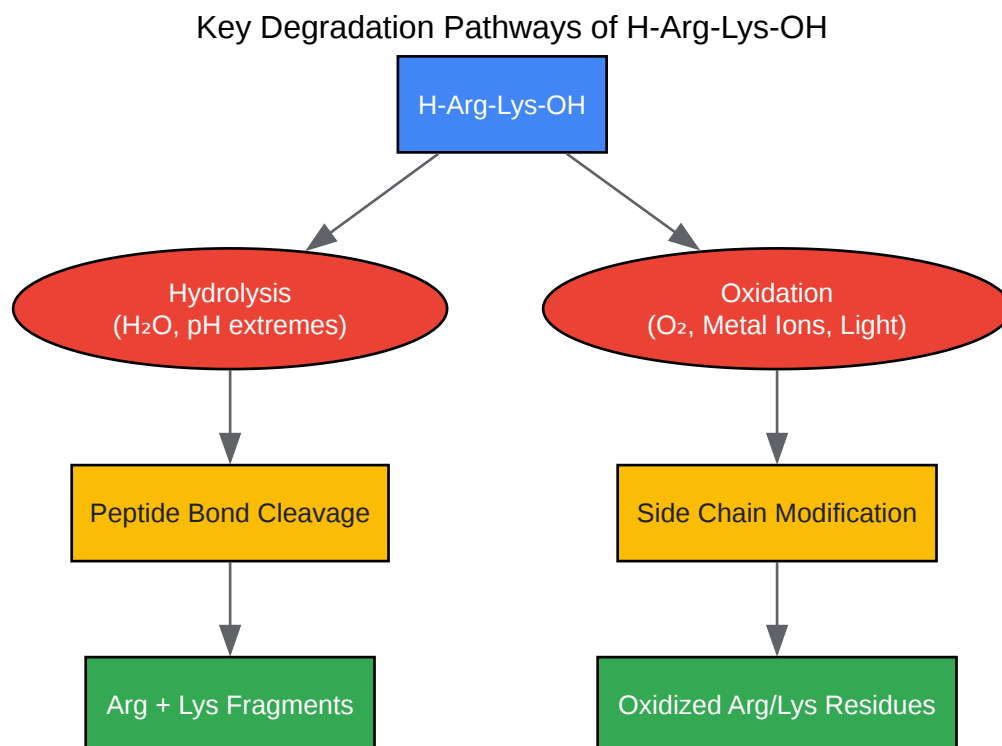 Key Degradation Pathways of H-Arg-Lys-OH
H-Arg-Lys-OH
Hydrolysis
(H₂O, pH extremes)
Oxidation
(O₂, Metal Ions, Light)
Peptide Bond Cleavage
Side Chain Modification
Arg + Lys Fragments
Oxidized Arg/Lys Residues